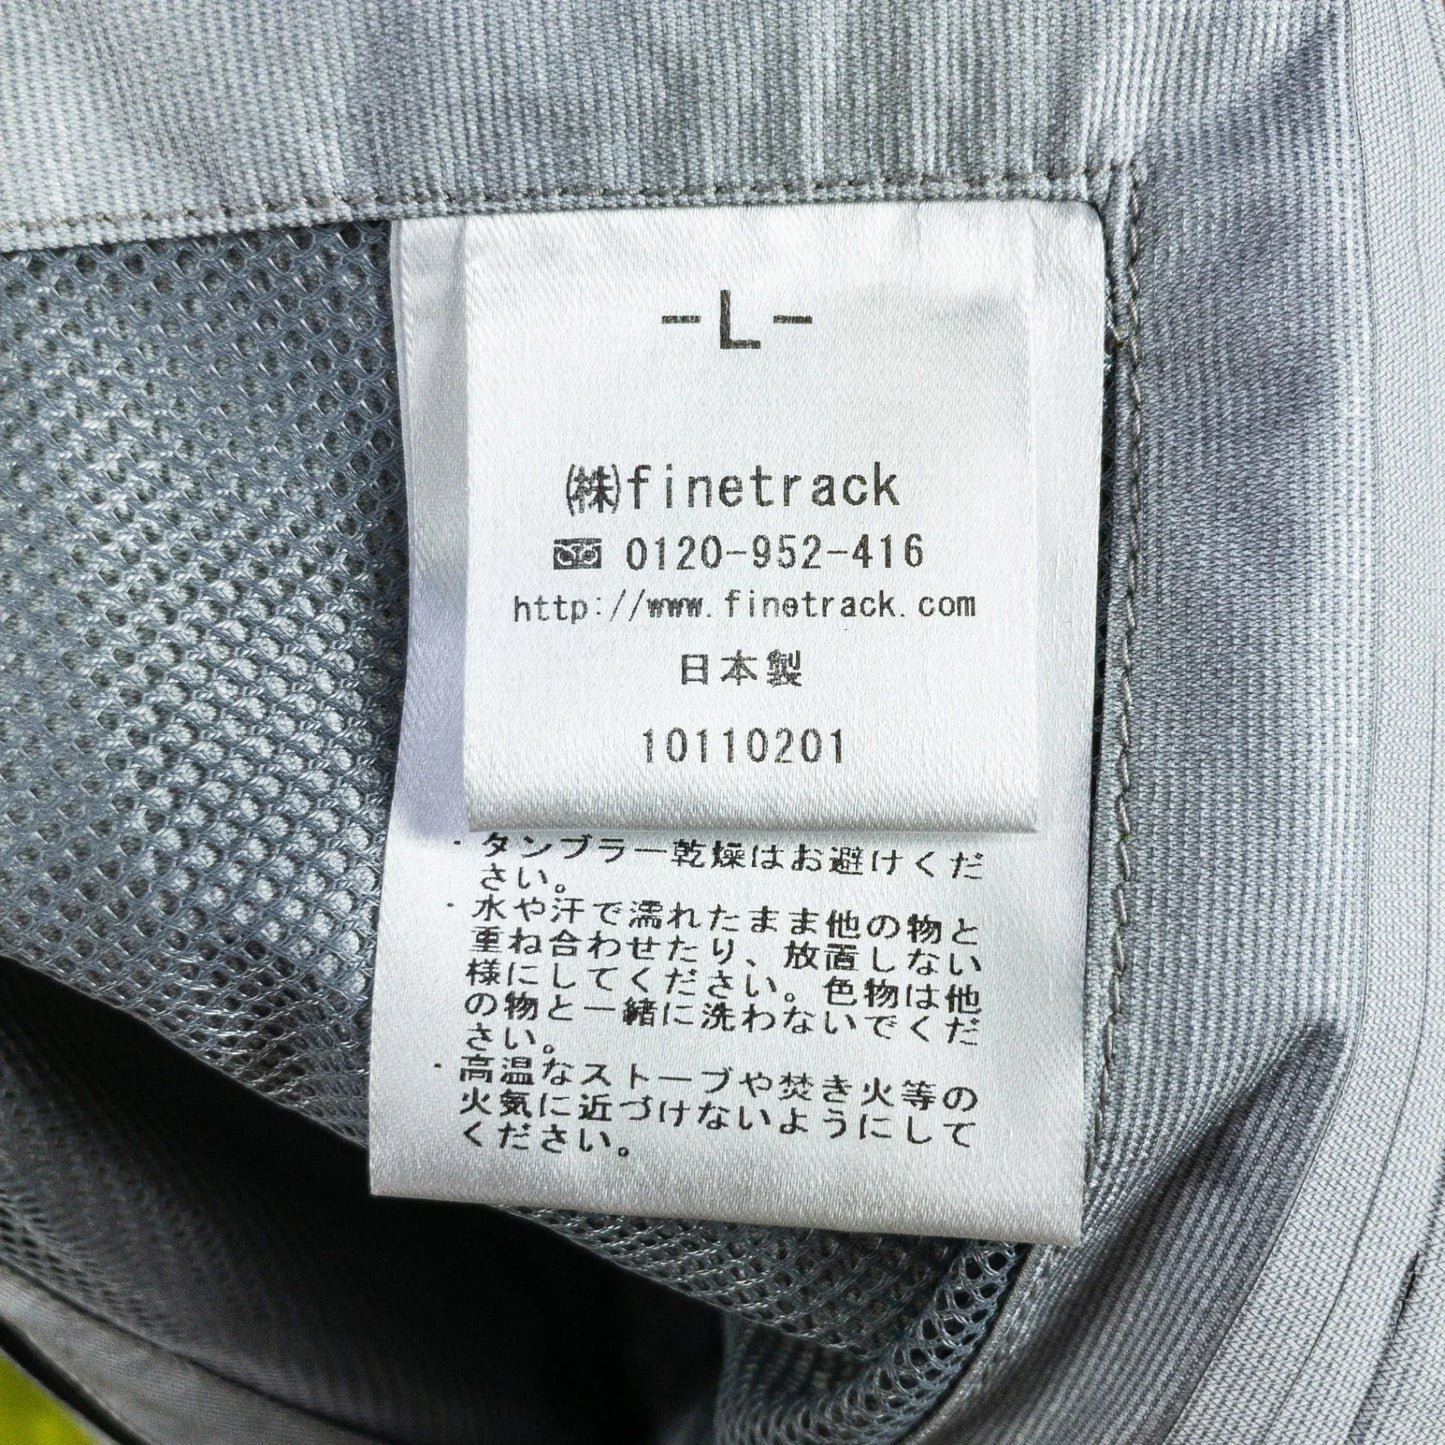 -L-
㈱finetrack
0120-952-416
http://www.finetrack.com
日本製
10110201
・タンブラー乾燥はお避けくだ
さい。
・水や汗で濡れたまま他の物と
重ね合わせたり、放置しない
様にしてください。色物は他
の物と一緒に洗わないでくだ
さい。
・高温なストーブや焚き火等の
火気に近づけないようにして
ください。